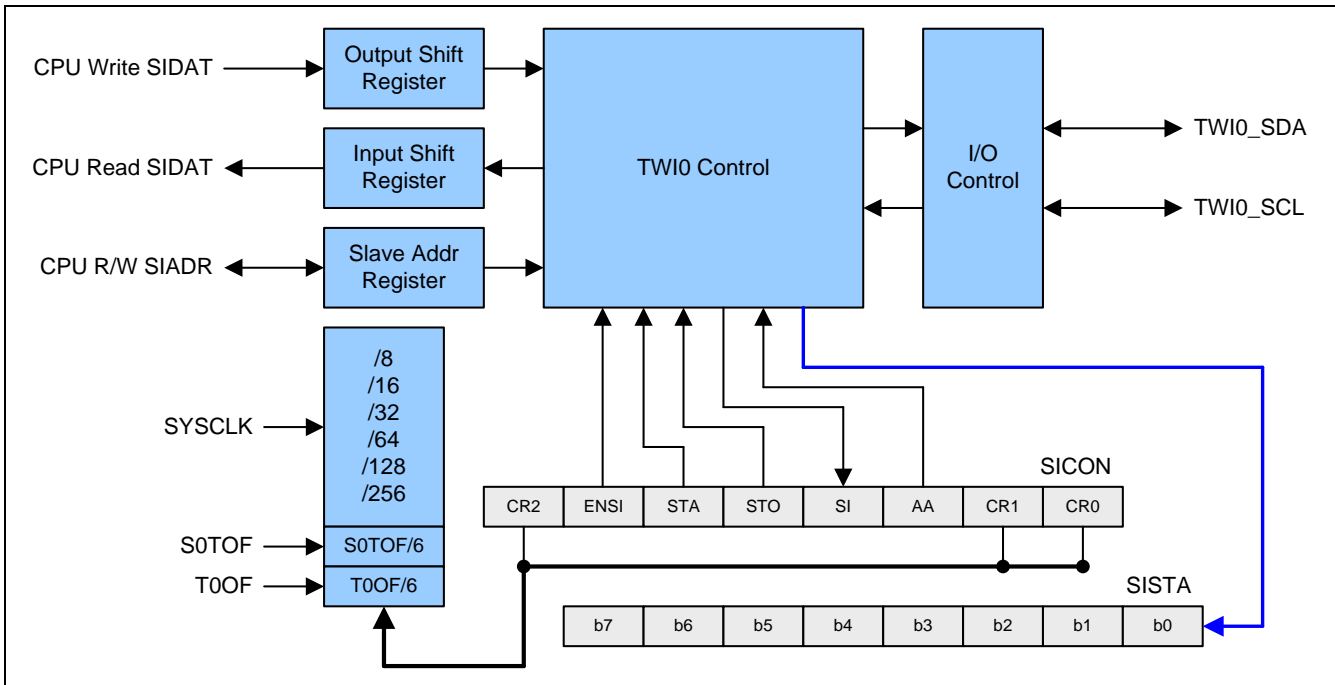 CPU Write SIDAT
Output Shift
Register
CPU Read SIDAT
Input Shift
Register
CPU R/W SIADR
Slave Addr
Register
TWI0 Control
I/O
Control
TWI0_SDA
TWI0_SCL
SYSCLK
/8
/16
/32
/64
/128
/256
S0TOF
S0TOF/6
T0OF
T0OF/6
SICON
CR2 ENSI STA STO SI AA CR1 CR0
SISTA
b7 b6 b5 b4 b3 b2 b1 b0